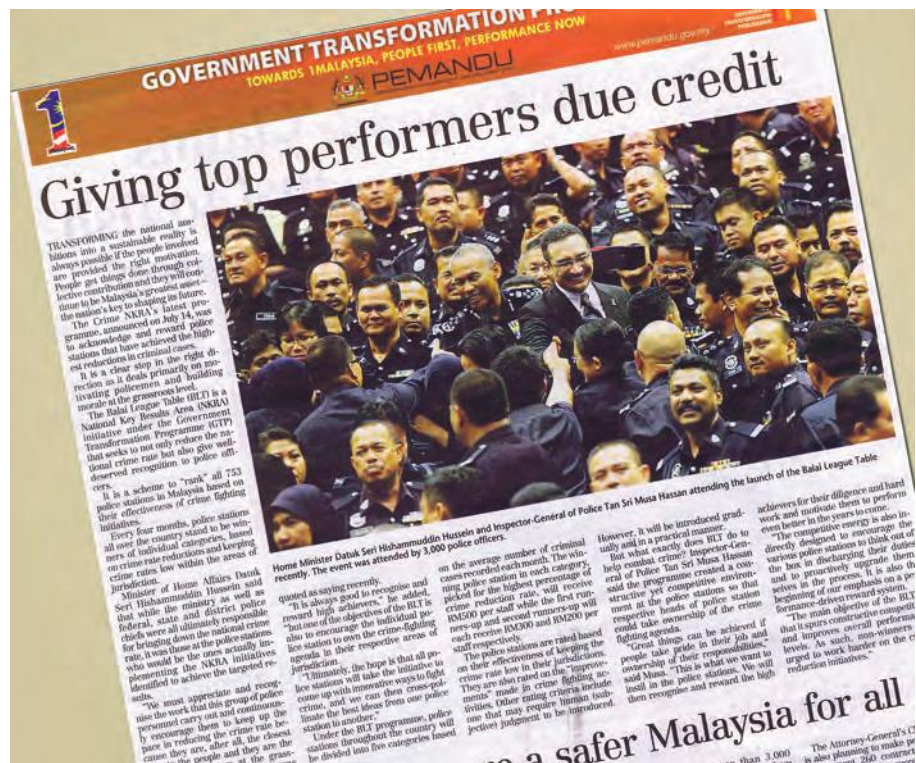 GOVERNMENT TRANSFORMATION
TOWARDS 1MALAYSIA, PEOPLE FIRST, PERFORMANCE NOW
PEMANDU
www.pemandu.gov.my
1
Giving top performers due credit
TRANSFORMING the national am-
bitions into a sustainable reality is
always possible if the people involved
are provided the right motivation.
People get things done through col-
lective contribution and they will con-
tinue to be Malaysia's greatest asset –
the nation's key in shaping its future.
The Crime NKRA's latest pro-
gramme, announced on July 14, was
to acknowledge and reward police
stations that have achieved the high-
est reductions in criminal cases.
It is a clear step in the right di-
rection as it deals primarily on mo-
tivating policemen and building
morale at the grassroots level.
The Balai League Table (BLT) is a
National Key Results Area (NKRA)
initiative under the Government
Transformation Programme (GTP)
that seeks to not only reduce the na-
tional crime rate but also give well-
deserved recognition to police offi-
cers.
It is a scheme to "rank" all 753
police stations in Malaysia based on
their effectiveness of crime fighting
initiatives.
Every four months, police stations
all over the country stand to be win-
ners of individual categories, based
on crime rate reductions and keeping
crime rates low within the areas of
jurisdiction.
Minister of Home Affairs Datuk
Seri Hishammuddin Hussein said
that while the ministry as well as
federal, state and district police
chiefs were all ultimately responsible
for bringing down the national crime
rate, it was those at the police stations
who would be the ones actually im-
plementing the NKRA initiatives
identified to achieve the targeted re-
sults.
"We must appreciate and recog-
nise the work that this group of police
personnel carry out and continuous-
ly encourage them to keep up the
pace in reducing the crime rate be-
cause they are, after all, the closest
to the people and they are the
at the grass-
Home Minister Datuk Seri Hishammuddin Hussein and Inspector-General of Police Tan Sri Musa Hassan attending the launch of the Balai League Table
recently. The event was attended by 3,000 police officers.
quoted as saying recently.
"It is always good to recognise and
reward high achievers," he added,
"but one of the objectives of the BLT is
also to encourage the individual po-
lice stations to own the crime-fighting
agenda in their respective areas of
jurisdiction.
"Ultimately, the hope is that all po-
lice stations will take the initiative to
come up with innovative ways to fight
crime, and we can then cross-pol-
linate the best ideas from one police
station to another."
Under the BLT programme, police
stations throughout the country will
be divided into five categories based
on the average number of criminal
cases recorded each month. The win-
ning police station in each category,
picked for the highest percentage of
crime reduction rate, will receive
RM500 per staff while the first run-
ners-up and second runners-up will
each receive RM300 and RM200 per
staff respectively.
The police stations are rated based
on their effectiveness of keeping the
crime rate low in their jurisdictions.
They are also rated on the "improve-
ments" made in crime fighting ac-
tivities. Other rating criteria include
one that may require human (sub-
jective) judgment to be introduced.
However, it will be introduced grad-
ually and in a practical manner.
But what exactly does BLT do to
help combat crime? Inspector-Gen-
eral of Police Tan Sri Musa Hassan
said the programme created a con-
structive yet competitive environ-
ment at the police stations so
respective heads of police station
could take ownership of the crime
fighting agenda.
"Great things, can be achieved if
people take pride in their job and
ownership of their responsibilities,"
said Musa. "This is what we want to
instil in the police stations. We will
then recognise and reward the high
achievers for their diligence and hard
work and motivate them to perform
even better in the years to come.
"The competitive energy is also in-
directly designed to encourage the
various police stations to think out of
the box in discharging their duties
and to proactively upgrade them-
selves in the process. It is also the
beginning of our emphasis on a per-
formance-driven reward system.
"The main objective of the BLT
that it spurs constructive
and improves overall
levels. As such, non-winners
urged to work harder on the
reduction initiatives."
a safer Malaysia for all
than 3,000
The Attorney-General's
is also planning to make
260 contract